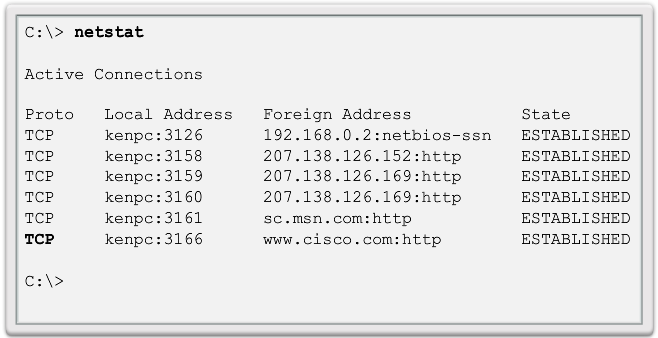 C:\> netstat
Active Connections
Proto Local Address Foreign Address State
TCP kenpc:3126 192.168.0.2:netbios-ssn ESTABLISHED
TCP kenpc:3158 207.138.126.152:http ESTABLISHED
TCP kenpc:3159 207.138.126.169:http ESTABLISHED
TCP kenpc:3160 207.138.126.169:http ESTABLISHED
TCP kenpc:3161 sc.msn.com:http ESTABLISHED
TCP kenpc:3166 www.cisco.com:http ESTABLISHED
C:\>